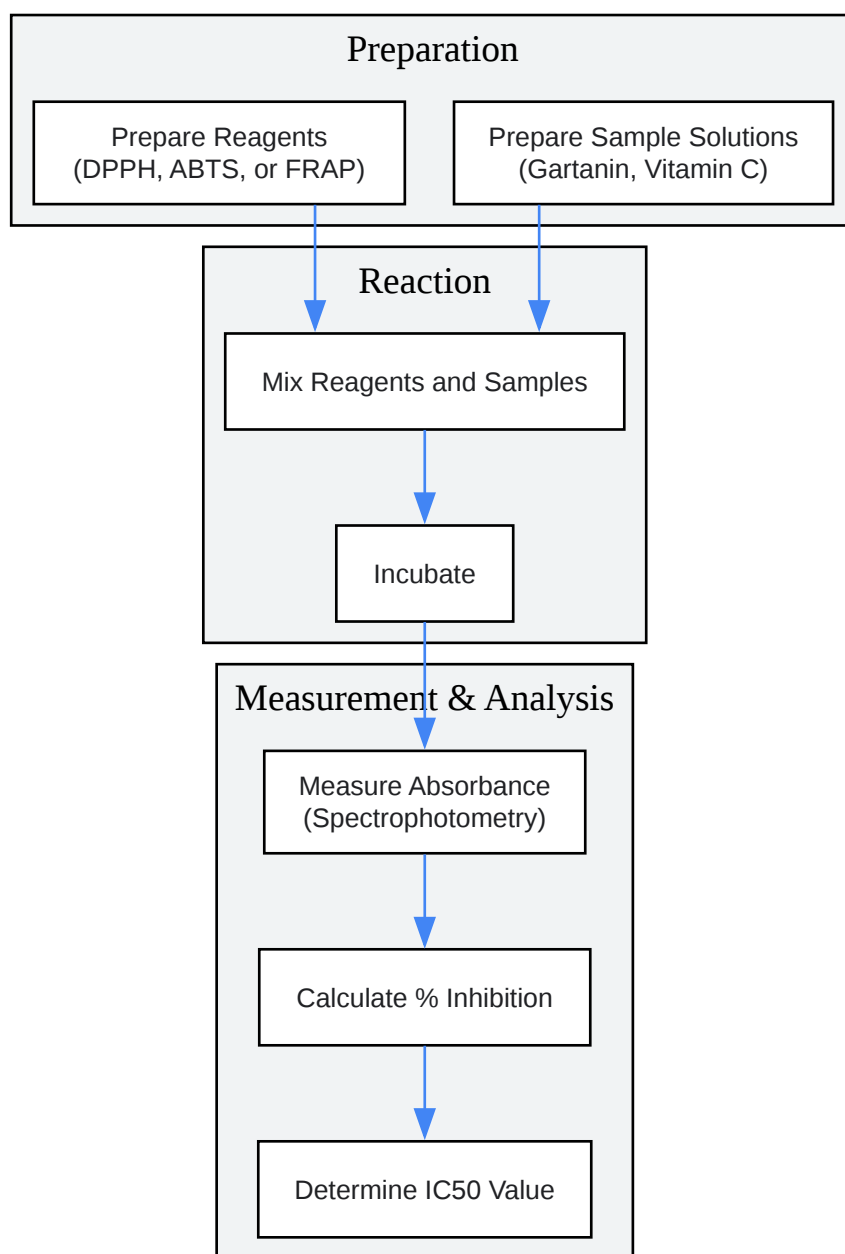 Preparation
Prepare Reagents
(DPPH, ABTS, or FRAP)
Prepare Sample Solutions
(Gartanin, Vitamin C)
Reaction
Mix Reagents and Samples
Incubate
Measurement & Analysis
Measure Absorbance
(Spectrophotometry)
Calculate % Inhibition
Determine IC50 Value